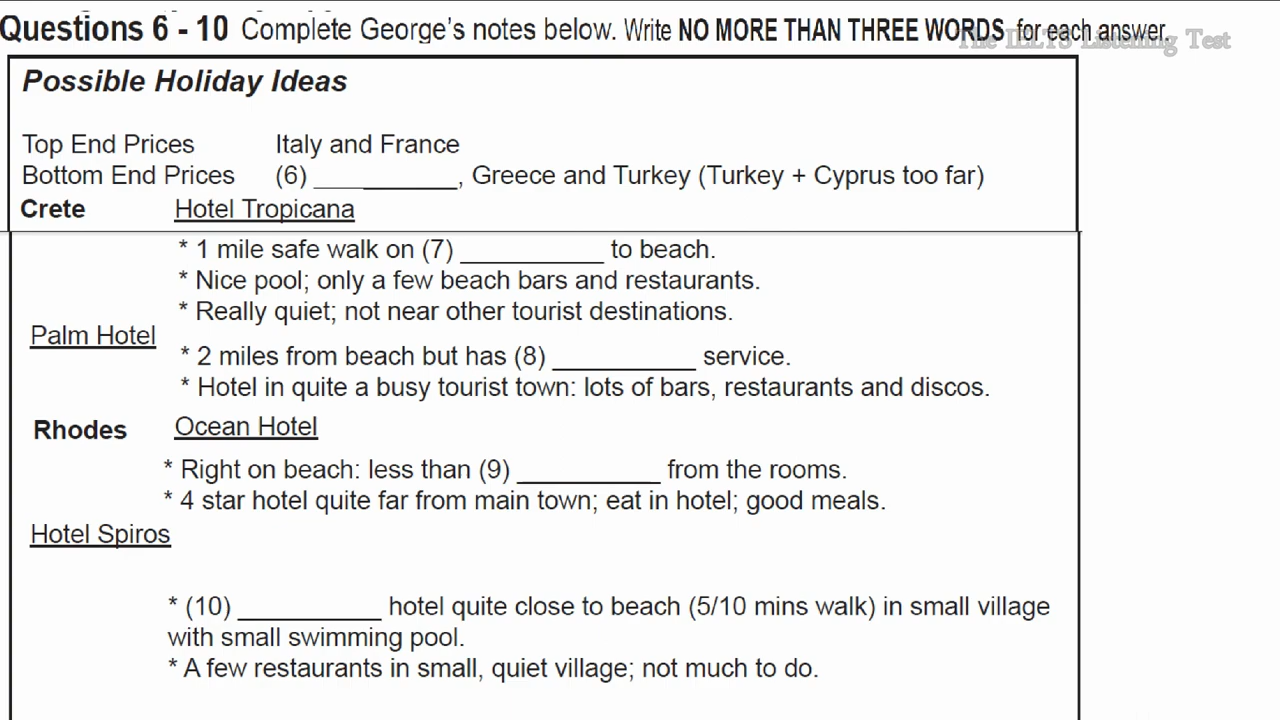 Questions 6 - 10 Complete George's notes below. Write NO MORE THAN THREE WORDS for each answer.
The IELTS Listening Test
Possible Holiday Ideas
Top End Prices Italy and France
Bottom End Prices (6) __________, Greece and Turkey (Turkey + Cyprus too far)
Crete Hotel Tropicana
* 1 mile safe walk on (7) __________ to beach.
* Nice pool; only a few beach bars and restaurants.
* Really quiet; not near other tourist destinations.
Palm Hotel
* 2 miles from beach but has (8) __________ service.
* Hotel in quite a busy tourist town: lots of bars, restaurants and discos.
Rhodes Ocean Hotel
* Right on beach: less than (9) __________ from the rooms.
* 4 star hotel quite far from main town; eat in hotel; good meals.
Hotel Spiros
* (10) __________ hotel quite close to beach (5/10 mins walk) in small village
with small swimming pool.
* A few restaurants in small, quiet village; not much to do.